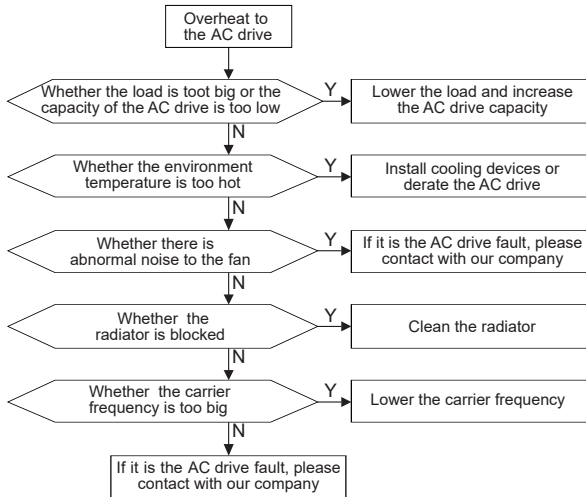 Overheat to
the AC drive
Whether the load is toot big or the
capacity of the AC drive is too low
Y
Lower the load and increase
the AC drive capacity
N
Whether the environment
temperature is too hot
Y
Install cooling devices or
derate the AC drive
N
Whether there is
abnormal noise to the fan
Y
If it is the AC drive fault, please
contact with our company
N
Whether the
radiator is blocked
Y
Clean the radiator
N
Whether the carrier
frequency is too big
Y
Lower the carrier frequency
N
If it is the AC drive fault, please
contact with our company